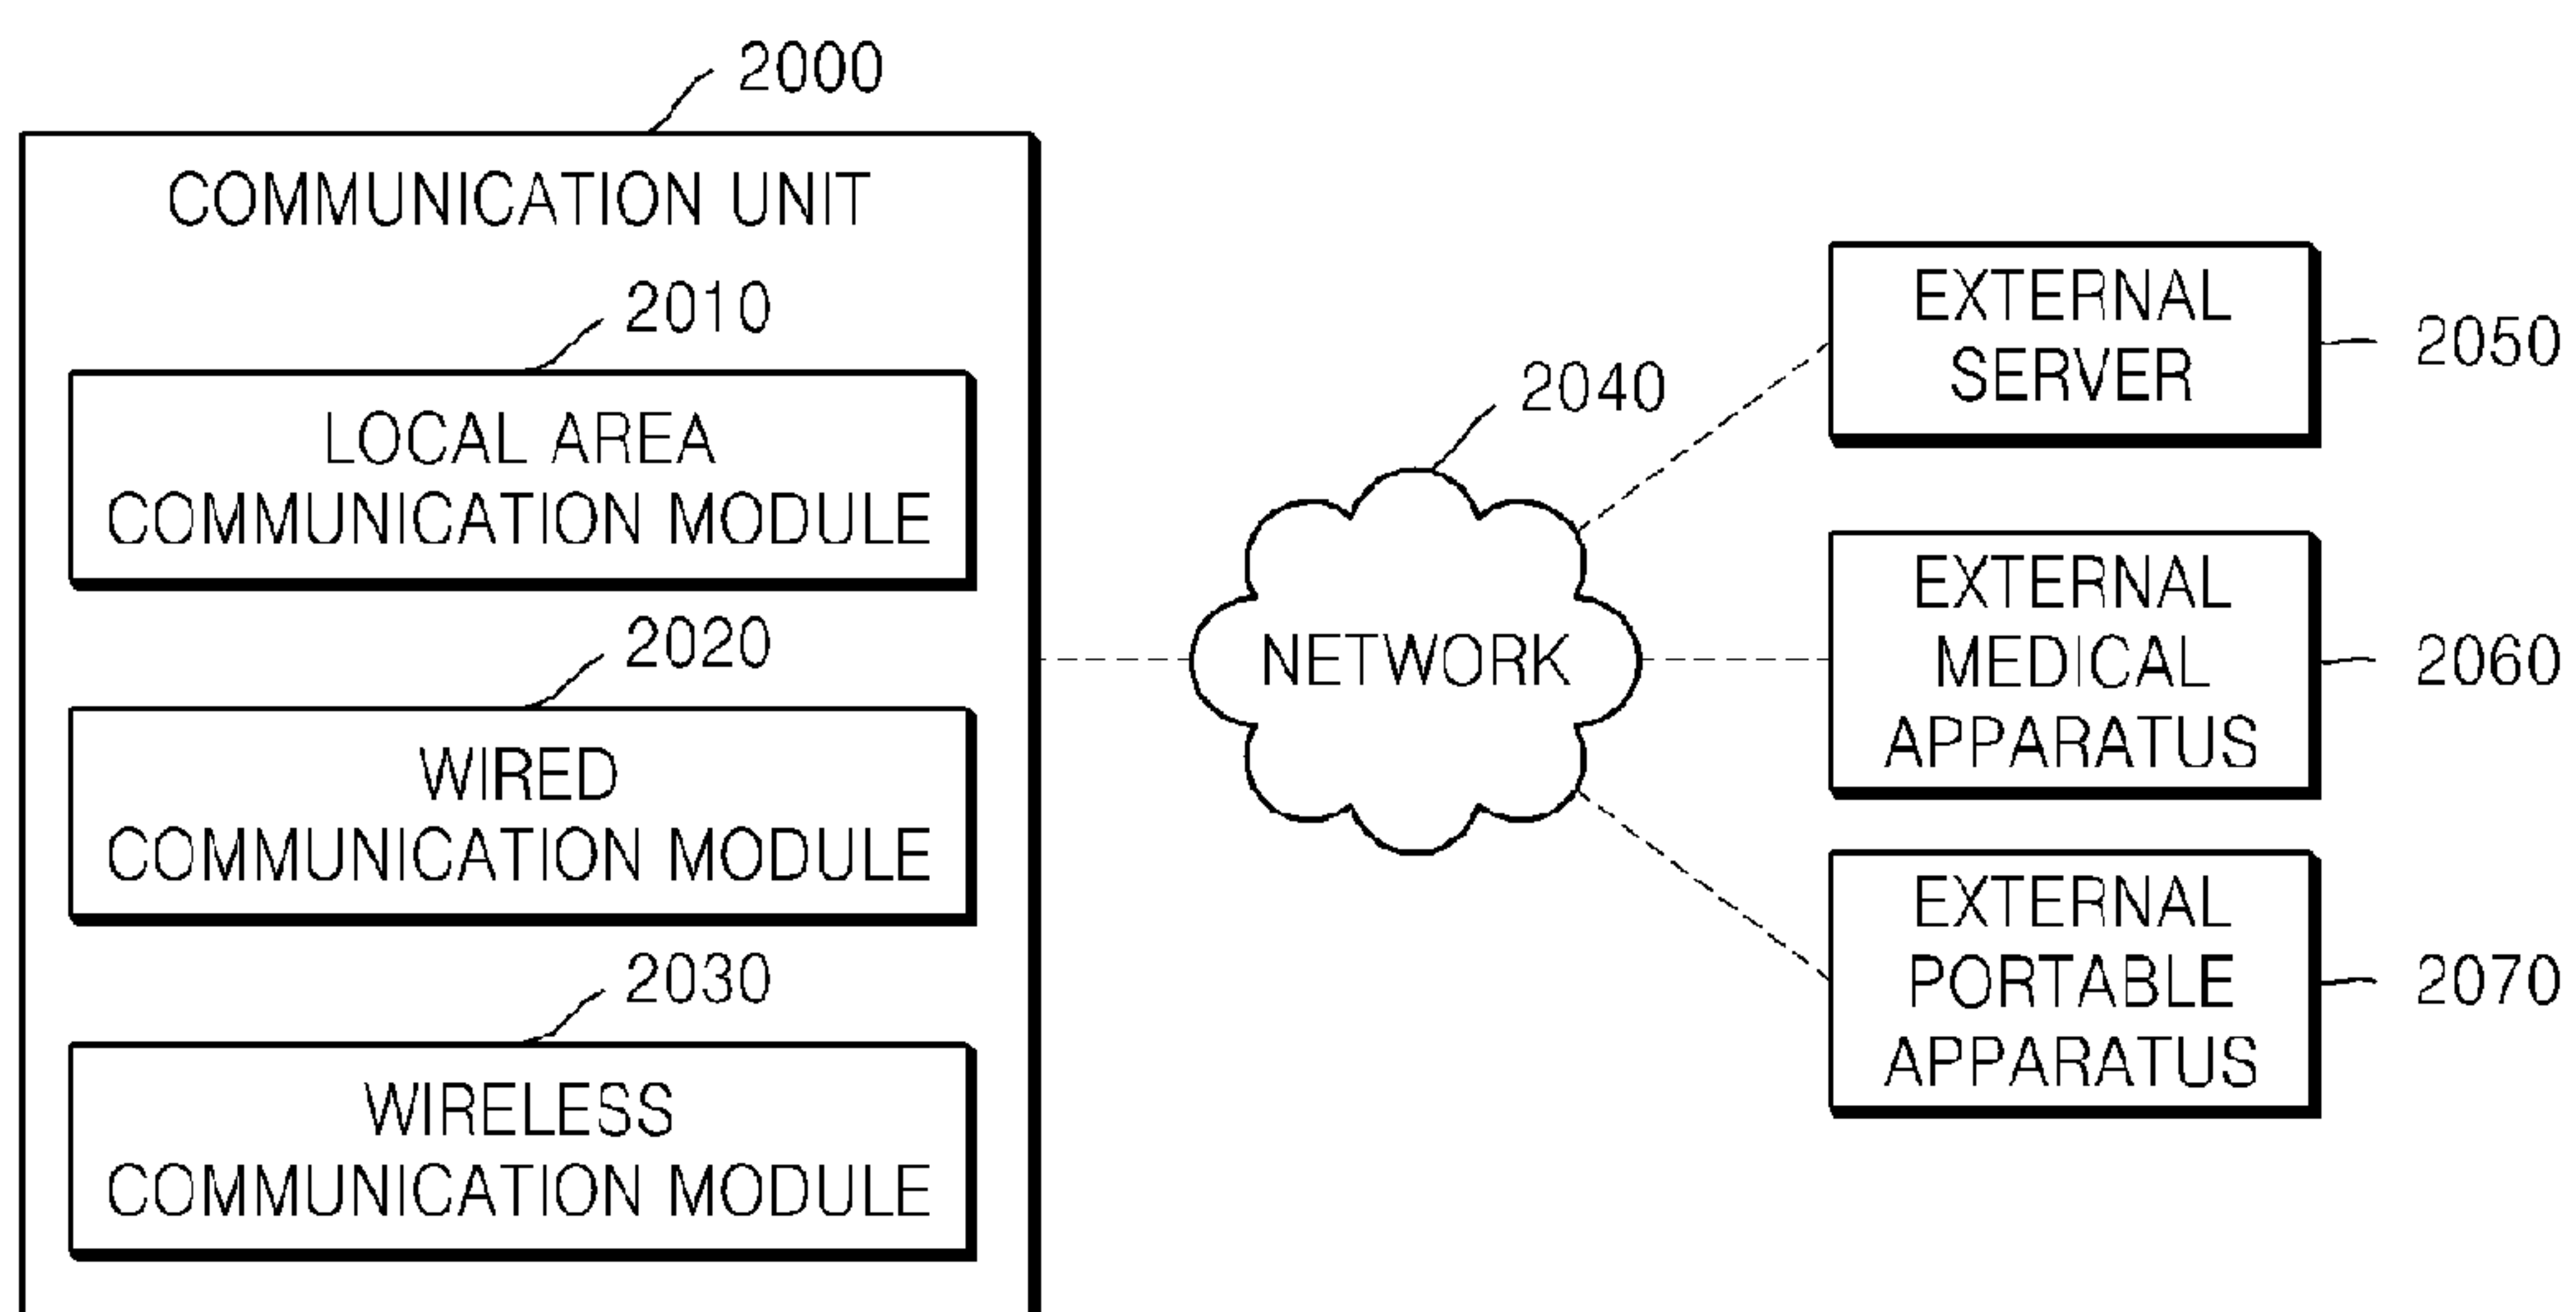 2000
COMMUNICATION UNIT
2010
LOCAL AREA
COMMUNICATION MODULE
2020
WIRED
COMMUNICATION MODULE
2030
WIRELESS
COMMUNICATION MODULE
2040
NETWORK
EXTERNAL
SERVER
2050
EXTERNAL
MEDICAL
APPARATUS
2060
EXTERNAL
PORTABLE
APPARATUS
2070